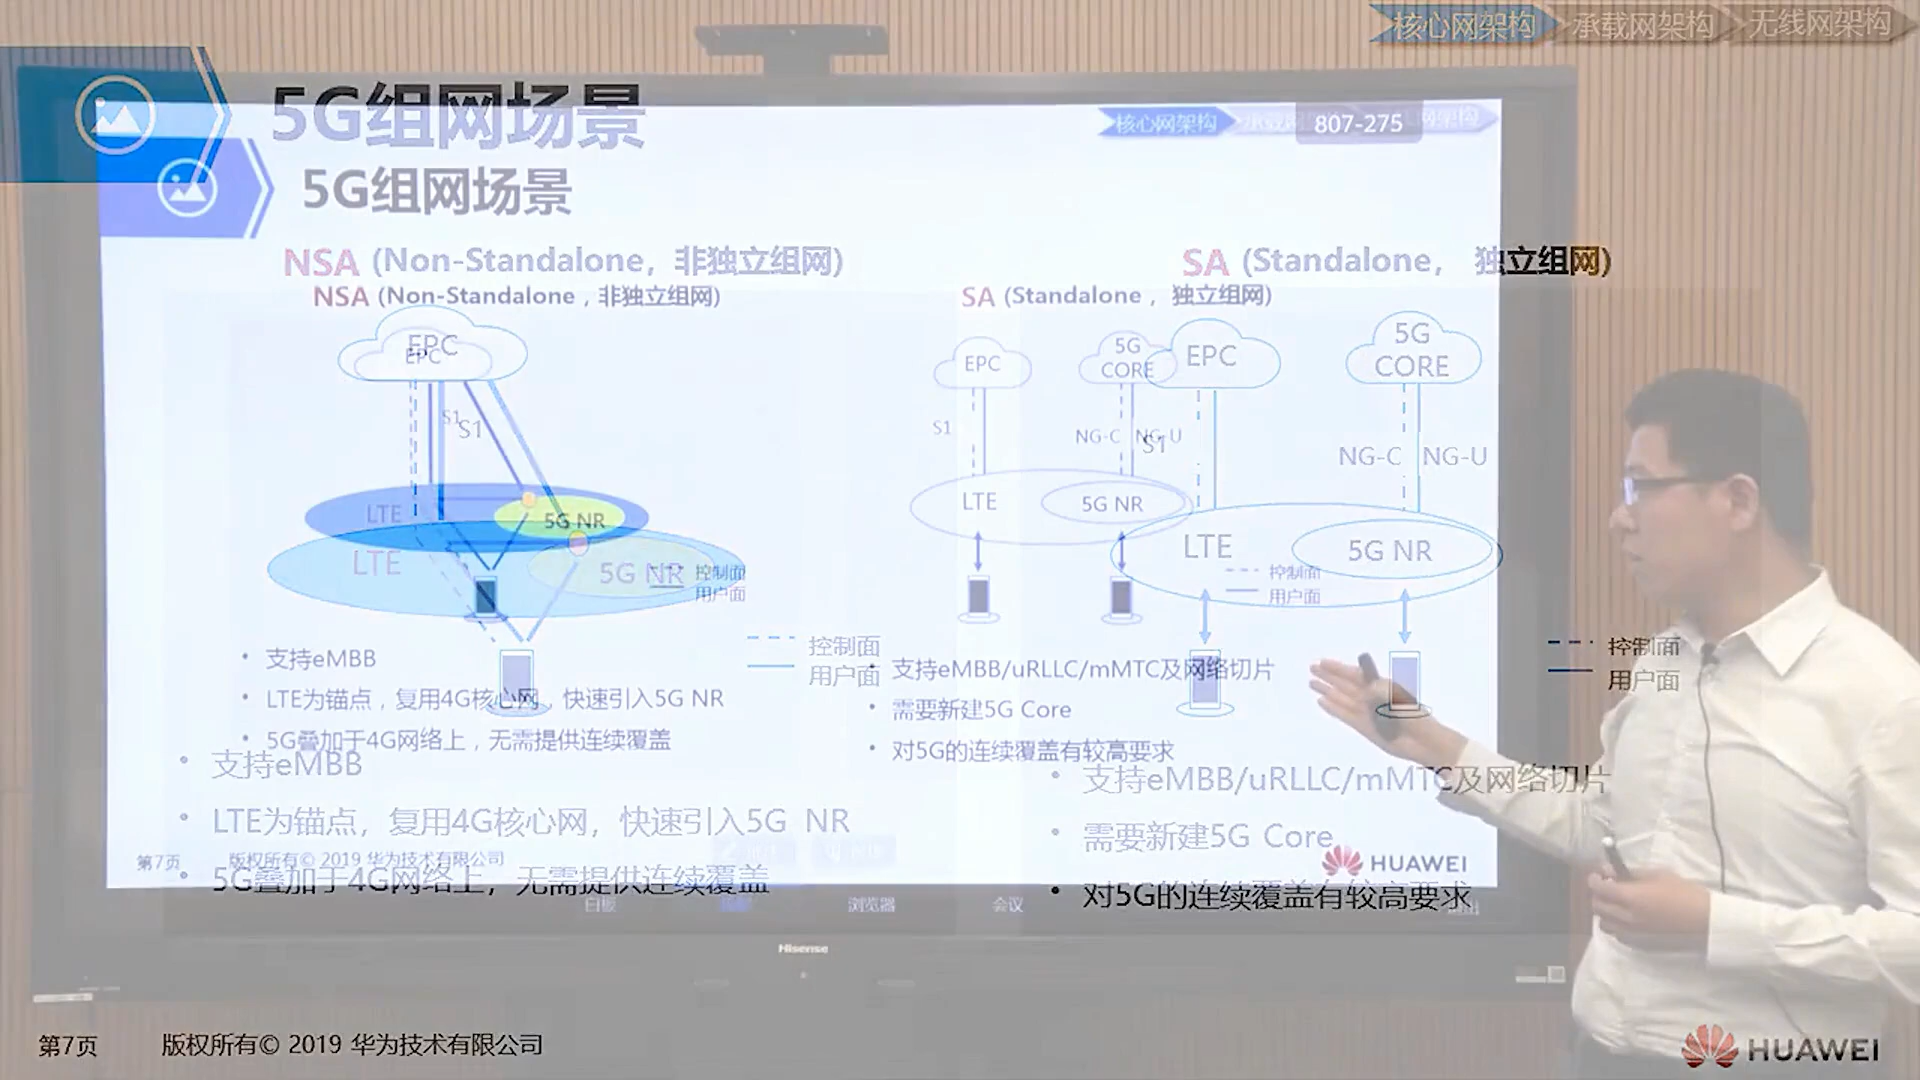 核心网架构 承载网架构 无线网架构
5G组网场景
核心网架构 807-275 网架构
5G组网场景
NSA (Non-Standalone，非独立组网)
SA (Standalone， 独立组网)
NSA (Non-Standalone，非独立组网)
SA (Standalone， 独立组网)
EPC
EPC
EPC
5G
CORE
EPC
5G
CORE
S1
S1
S1
NG-C NG-U
S1
NG-C NG-U
LTE
5G NR
LTE
5G NR
LTE
5G NR
LTE
5G NR
控制面
用户面
控制面
用户面
控制面
用户面
控制面
用户面
• 支持eMBB
• LTE为锚点，复用4G核心网，快速引入5G NR
• 5G叠加于4G网络上，无需提供连续覆盖
• 支持eMBB/uRLLC/mMTC及网络切片
• 需要新建5G Core
• 对5G的连续覆盖有较高要求
• 支持eMBB
• LTE为锚点，复用4G核心网，快速引入5G NR
• 5G叠加于4G网络上，无需提供连续覆盖
• 支持eMBB/uRLLC/mMTC及网络切片
• 需要新建5G Core
• 对5G的连续覆盖有较高要求
第7页 版权所有© 2019 华为技术有限公司
HUAWEI
白板 浏览器 会议
Hisense
第7页 版权所有© 2019 华为技术有限公司
HUAWEI